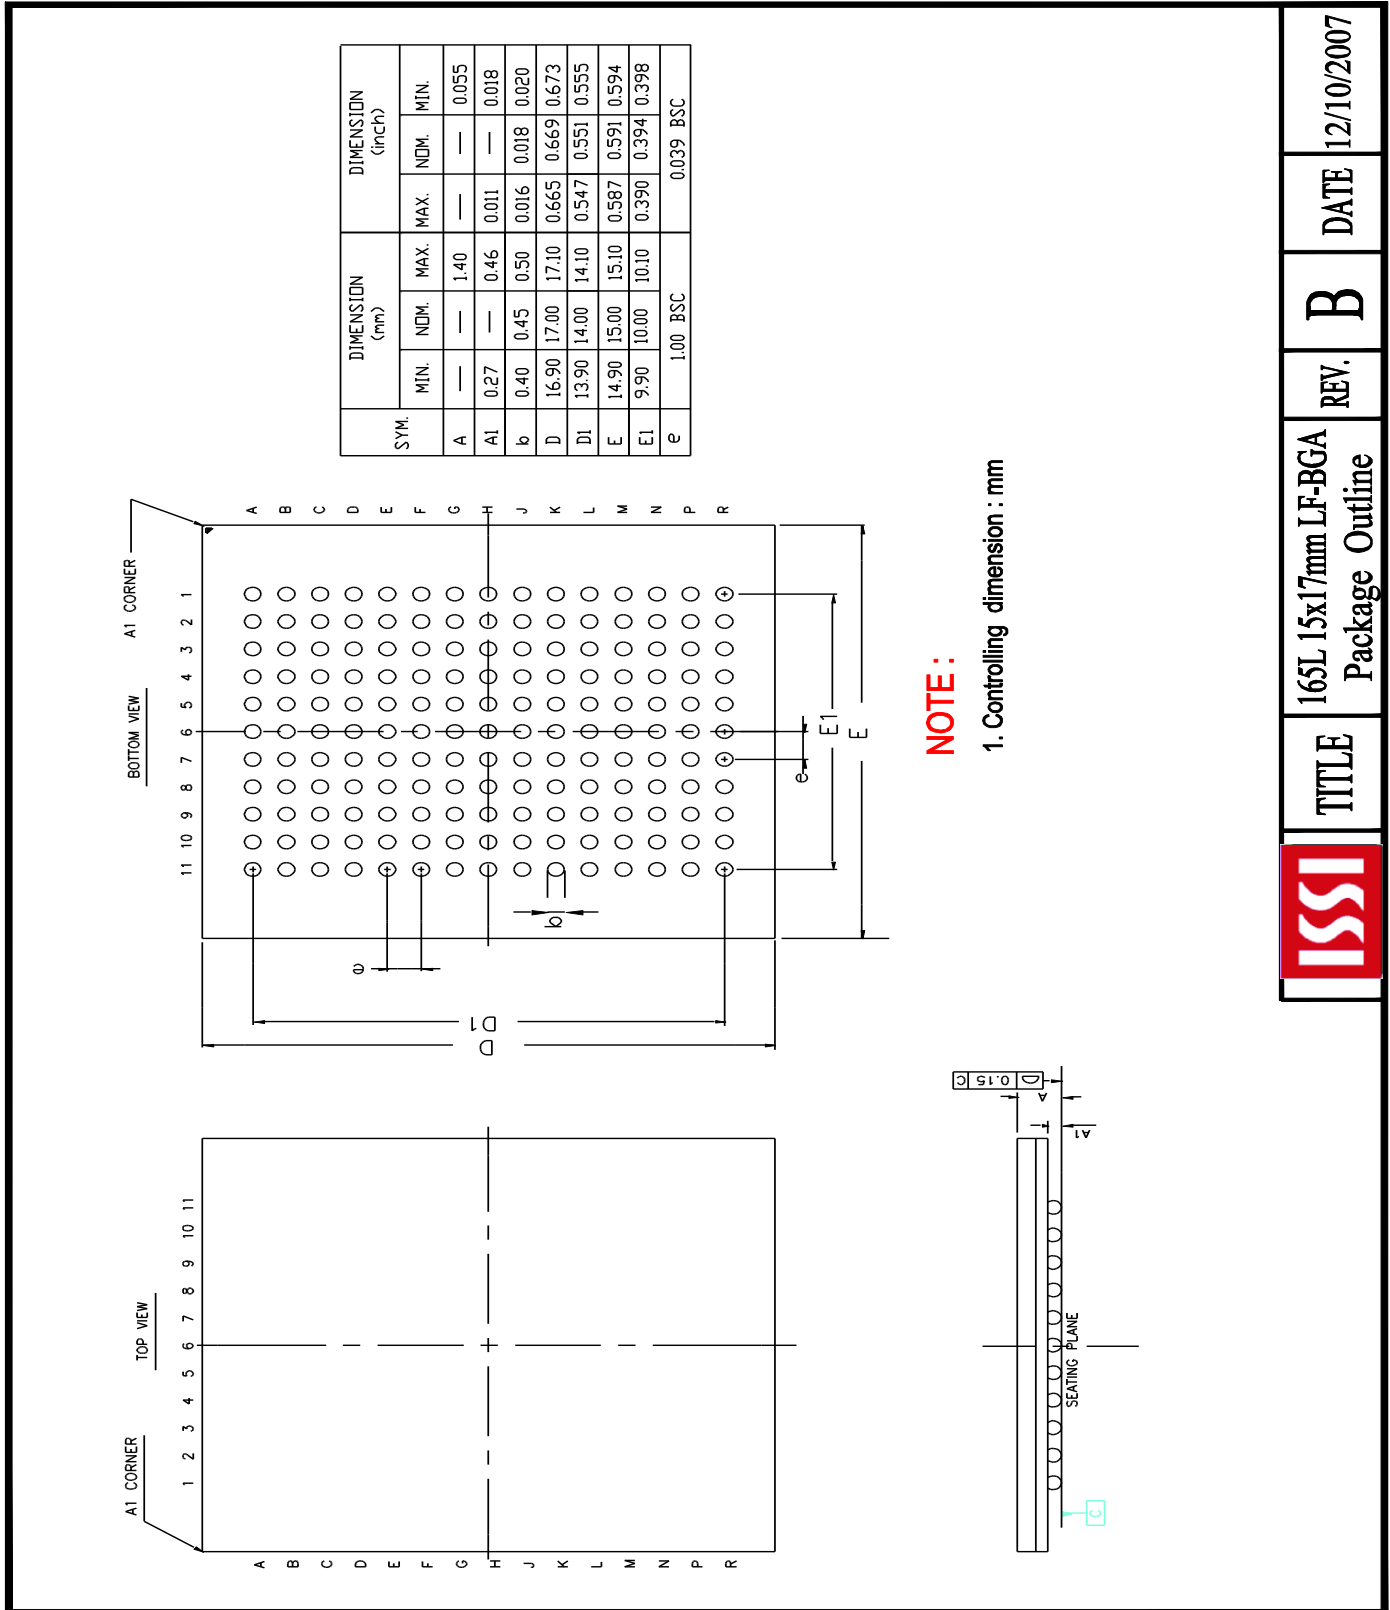 A1 CORNER
TOP VIEW
1 2 3 4 5 6 7 8 9 10 11
A
B
C
D
E
F
G
H
J
K
L
M
N
P
R
BOTTOM VIEW
A1 CORNER
11 10 9 8 7 6 5 4 3 2 1
A
B
C
D
E
F
G
H
J
K
L
M
N
P
R
D
D1
e
b
e
E1
E
SYM. DIMENSION (mm) DIMENSION (inch)
MIN. NOM. MAX. MAX. NOM. MIN.
A — — 1.40 — — 0.055
A1 0.27 — 0.46 0.011 — 0.018
b 0.40 0.45 0.50 0.016 0.018 0.020
D 16.90 17.00 17.10 0.665 0.669 0.673
D1 13.90 14.00 14.10 0.547 0.551 0.555
E 14.90 15.00 15.10 0.587 0.591 0.594
E1 9.90 10.00 10.10 0.390 0.394 0.398
e 1.00 BSC 0.039 BSC
NOTE :
1. Controlling dimension : mm
0.15 C
A
A1
SEATING PLANE
C
ISSI
TITLE
165L 15x17mm LF-BGA
Package Outline
REV.
B
DATE
12/10/2007